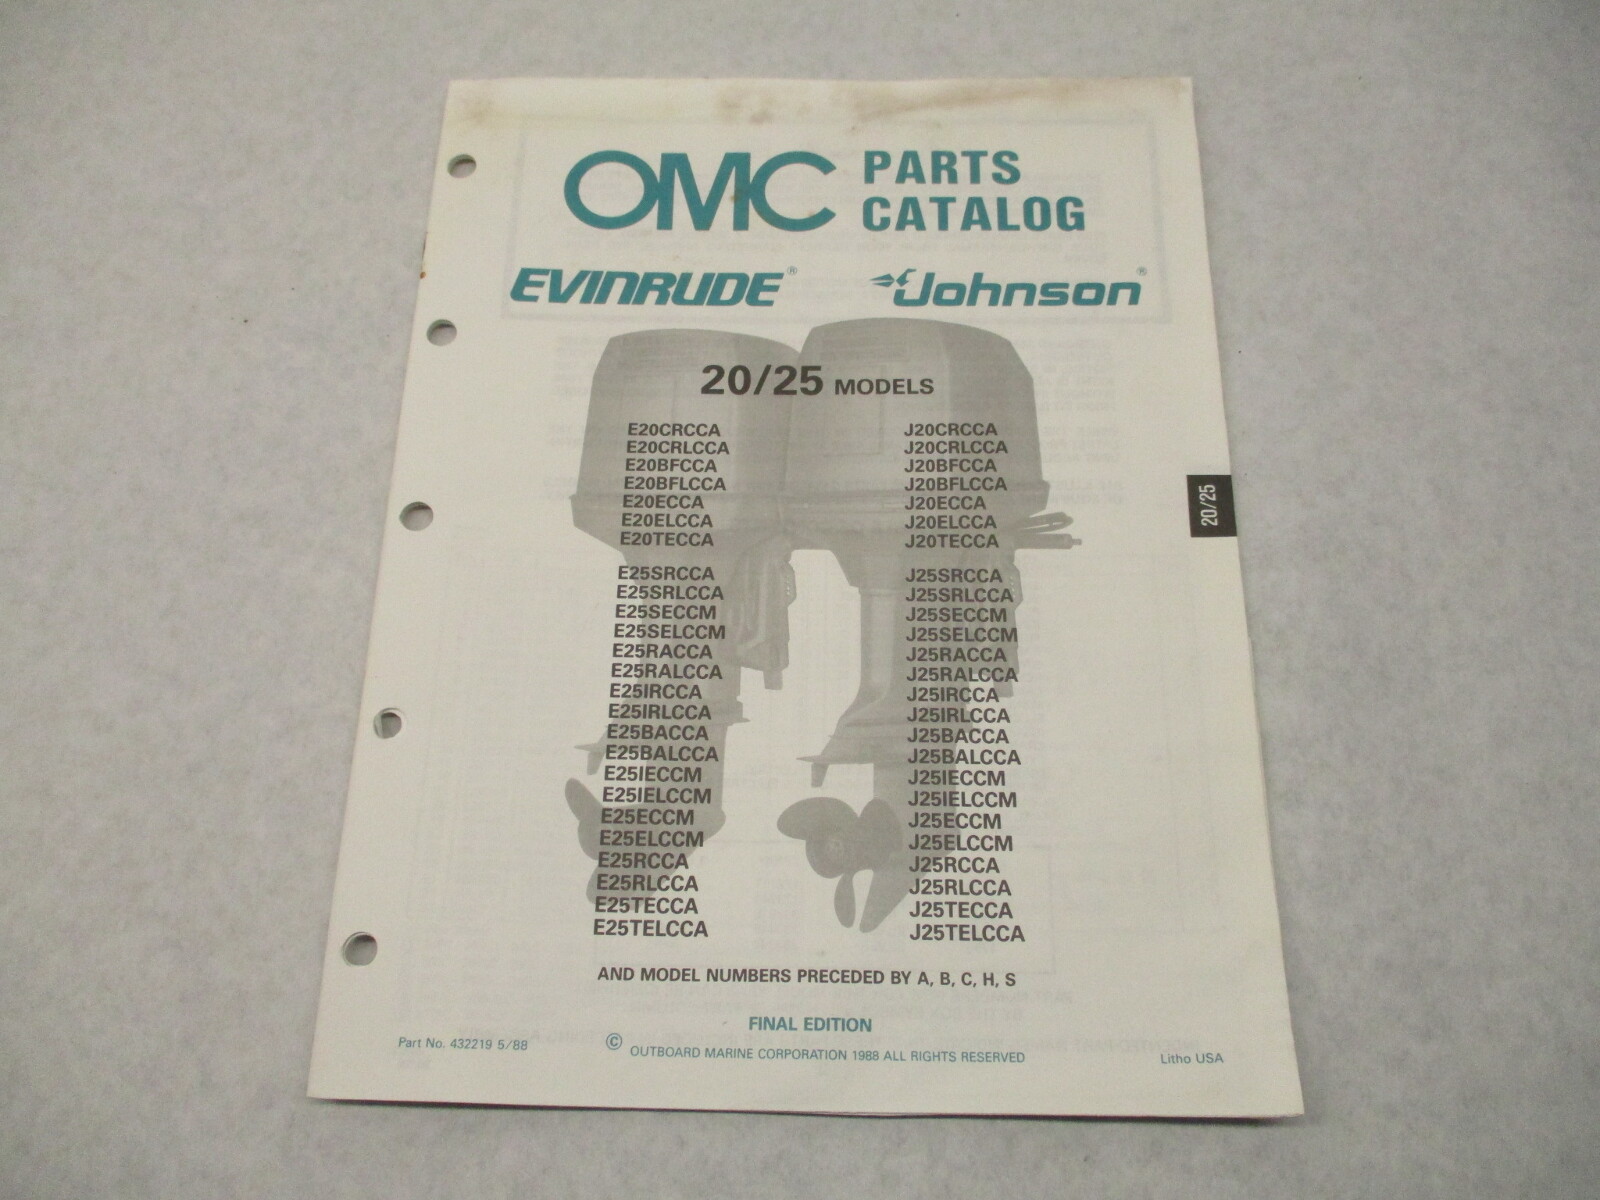 OMC PARTS
CATALOG
EVINRUDE® Johnson®
20/25 MODELS
E20CRCCA
E20CRLCCA
E20BFCCA
E20BFLCCA
E20ECCA
E20ELCCA
E20TECCA
E25SRCCA
E25SRLCCA
E25SECCM
E25SELCCM
E25RACCA
E25RALCCA
E25IRCCA
E25IRLCCA
E25BACCA
E25BALCCA
E25IECCM
E25IELCCM
E25ECCM
E25ELCCM
E25RCCA
E25RLCCA
E25TECCA
E25TELCCA
J20CRCCA
J20CRLCCA
J20BFCCA
J20BFLCCA
J20ECCA
J20ELCCA
J20TECCA
J25SRCCA
J25SRLCCA
J25SECCM
J25SELCCM
J25RACCA
J25RALCCA
J25IRCCA
J25IRLCCA
J25BACCA
J25BALCCA
J25IECCM
J25IELCCM
J25ECCM
J25ELCCM
J25RCCA
J25RLCCA
J25TECCA
J25TELCCA
20/25
AND MODEL NUMBERS PRECEDED BY A, B, C, H, S
FINAL EDITION
Part No. 432219 5/88
© OUTBOARD MARINE CORPORATION 1988 ALL RIGHTS RESERVED
Litho USA